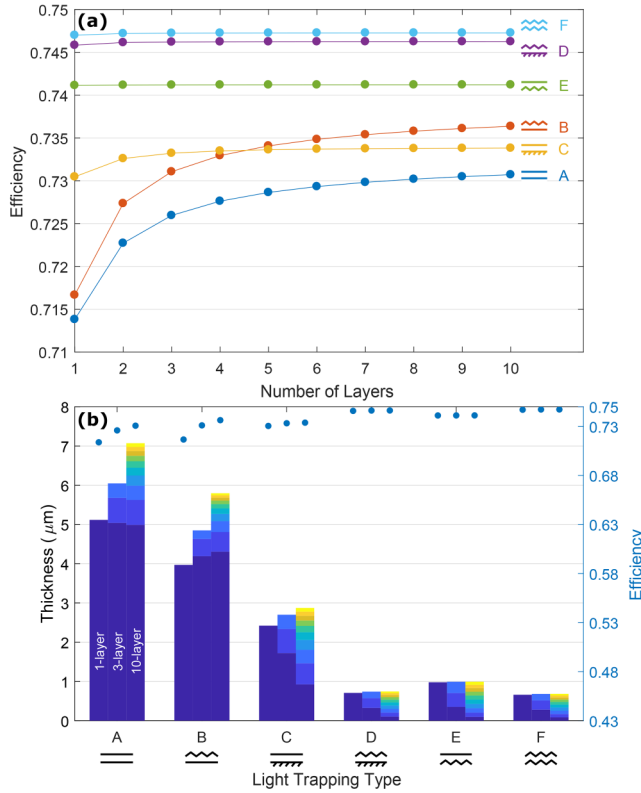 (a)
0.75
0.745
0.74
0.735
0.73
0.725
0.72
0.715
0.71
Efficiency
F
D
E
B
C
A
1 2 3 4 5 6 7 8 9 10
Number of Layers
(b)
8
7
6
5
4
3
2
1
0
Thickness (μm)
1-layer
3-layer
10-layer
0.75
0.73
0.68
0.63
0.58
0.53
0.48
0.43
Efficiency
A B C D E F
Light Trapping Type